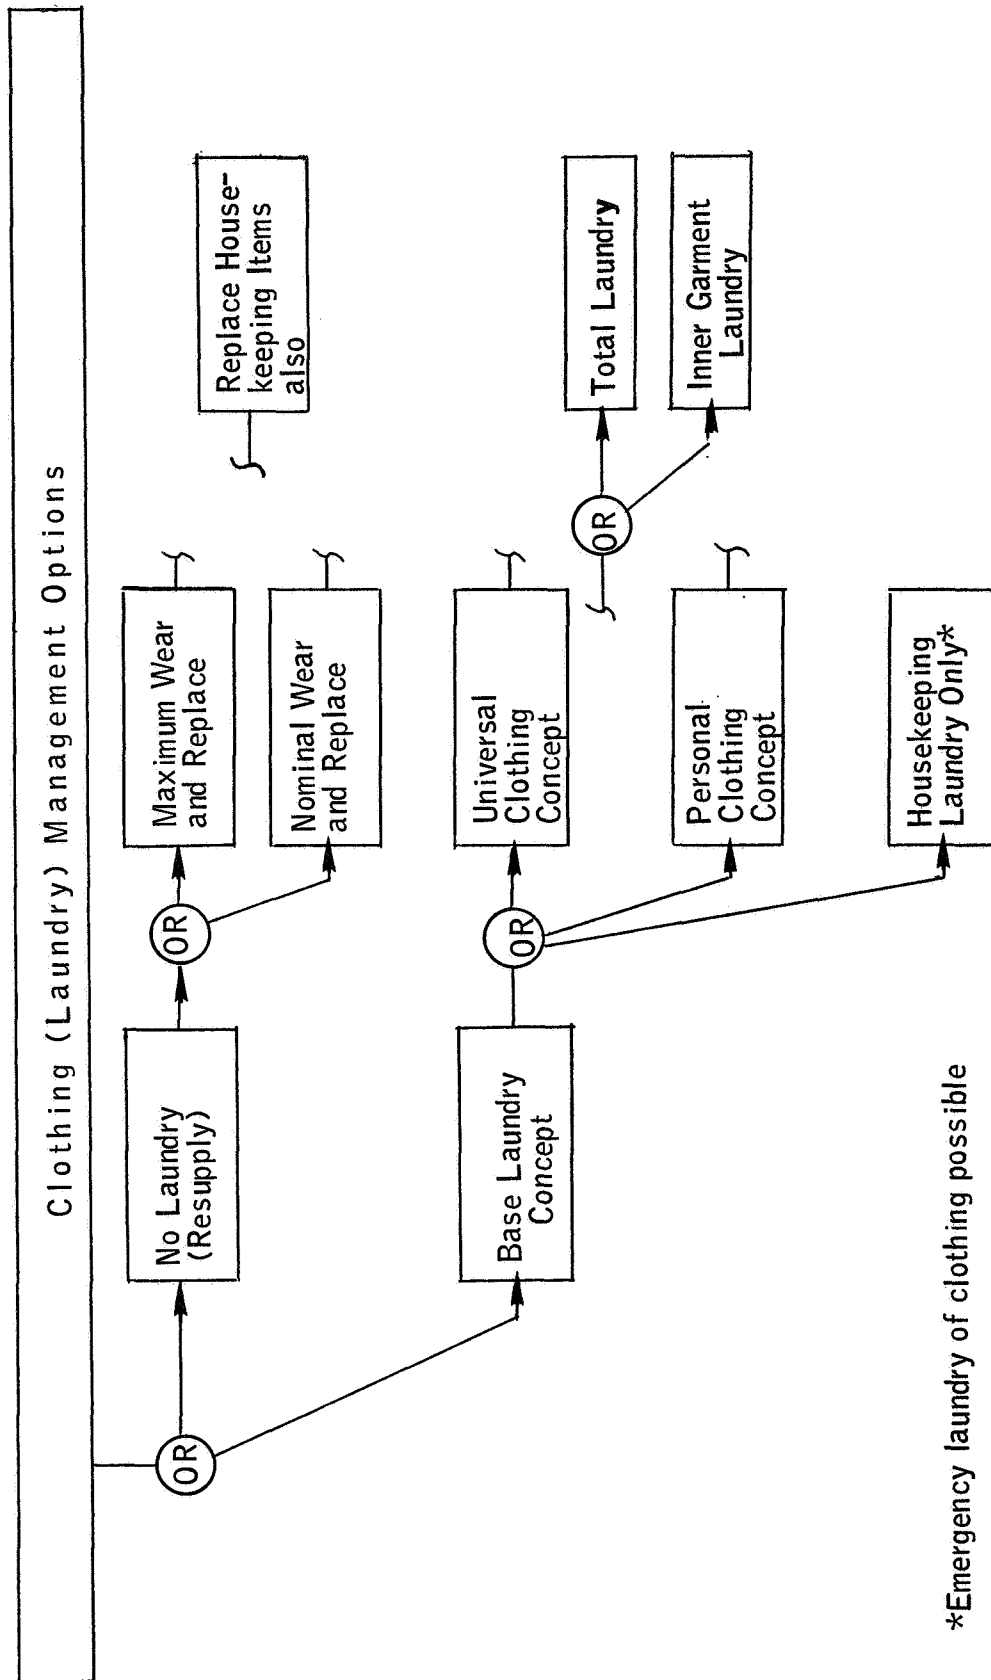 Clothing (Laundry) Management Options
OR
No Laundry
(Resupply)
OR
Maximum Wear
and Replace
Nominal Wear
and Replace
Replace House-
keeping Items
also
Base Laundry
Concept
OR
Universal
Clothing
Concept
Personal
Clothing
Concept
Housekeeping
Laundry Only*
OR
Total Laundry
Inner Garment
Laundry
*Emergency laundry of clothing possible